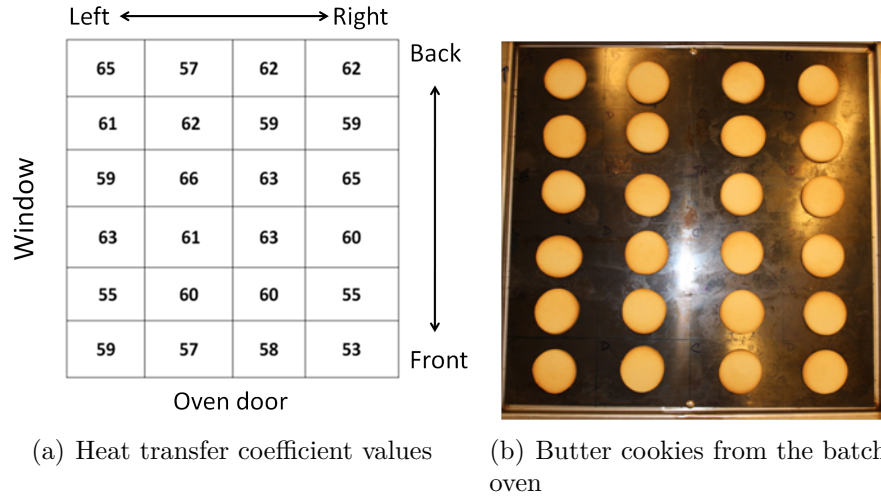 Left Right
Back
65 57 62 62
61 62 59 59
59 66 63 65
63 61 63 60
55 60 60 55
59 57 58 53
Window
Front
Oven door
(a) Heat transfer coefficient values
(b) Butter cookies from the batch
oven